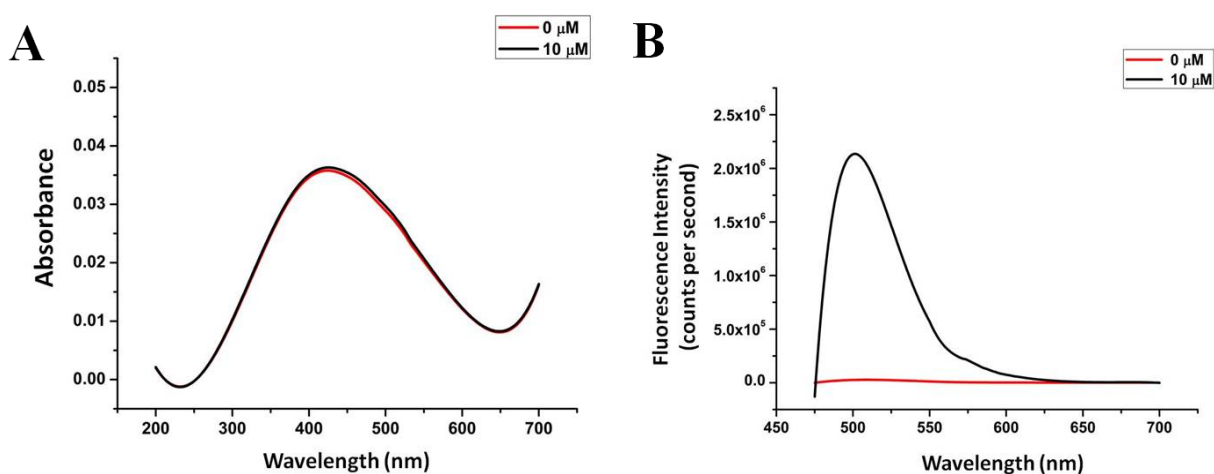 A
0 μM
10 μM
Absorbance
0.05
0.04
0.03
0.02
0.01
0.00
200 300 400 500 600 700
Wavelength (nm)
B
0 μM
10 μM
Fluorescence Intensity
(counts per second)
2.5x10⁶
2.0x10⁶
1.5x10⁶
1.0x10⁶
5.0x10⁵
0.0
450 500 550 600 650 700
Wavelength (nm)